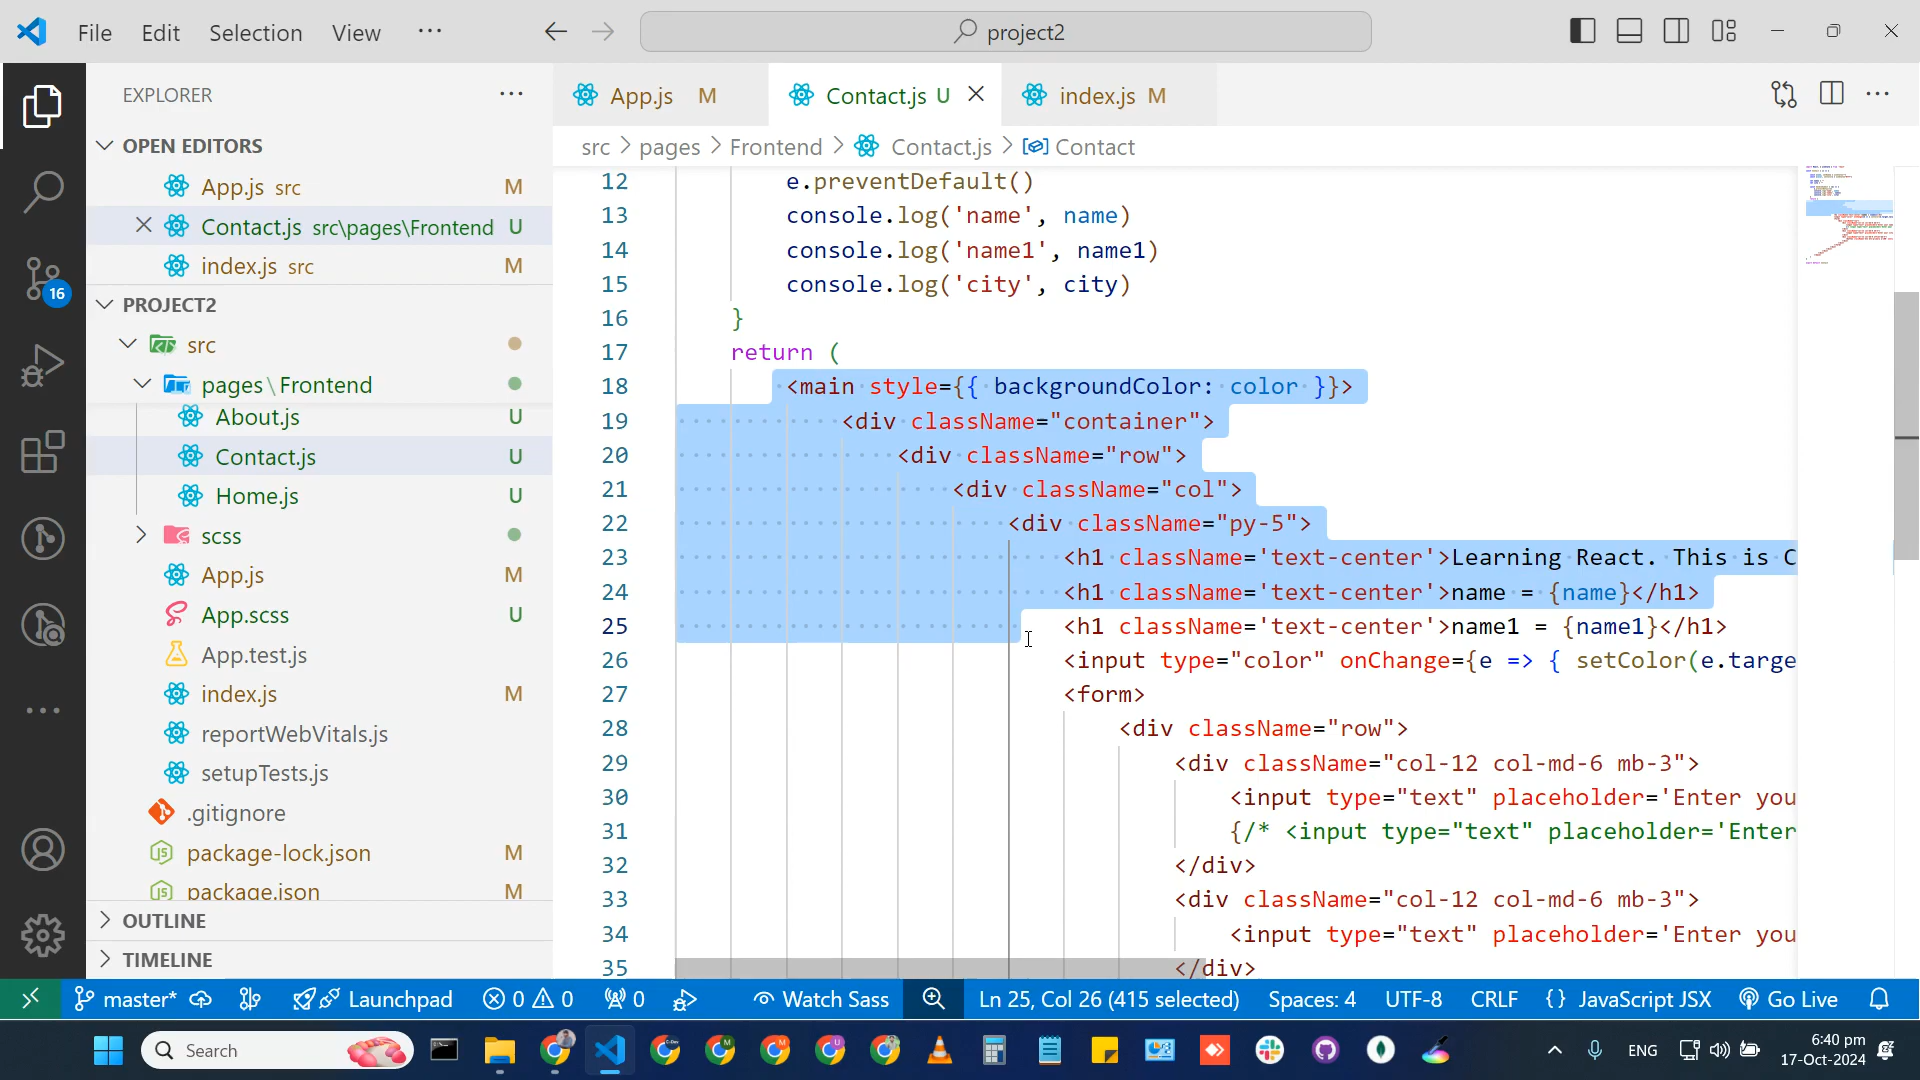 File Edit Selection View ... project2
EXPLORER
OPEN EDITORS
App.js src M
Contact.js src\pages\Frontend U
index.js src M
PROJECT2
src
pages\Frontend
About.js U
Contact.js U
Home.js U
scss
App.js M
App.scss U
App.test.js
index.js M
reportWebVitals.js
setupTests.js
.gitignore
package-lock.json M
package.json M
OUTLINE
TIMELINE
16
App.js M Contact.js U index.js M
src > pages > Frontend > Contact.js > Contact
12 e.preventDefault()
13 console.log('name', name)
14 console.log('name1', name1)
15 console.log('city', city)
16 }
17 return (
18 <main style={{ backgroundColor: color }}>
19 <div className="container">
20 <div className="row">
21 <div className="col">
22 <div className="py-5">
23 <h1 className='text-center'>Learning React. This is C
24 <h1 className='text-center'>name = {name}</h1>
25 <h1 className='text-center'>name1 = {name1}</h1>
26 <input type="color" onChange={e => { setColor(e.targe
27 <form>
28 <div className="row">
29 <div className="col-12 col-md-6 mb-3">
30 <input type="text" placeholder='Enter you
31 {/* <input type="text" placeholder='Enter
32 </div>
33 <div className="col-12 col-md-6 mb-3">
34 <input type="text" placeholder='Enter you
35 </div>
master* Launchpad 0 0 0 Watch Sass Ln 25, Col 26 (415 selected) Spaces: 4 UTF-8 CRLF {} JavaScript JSX Go Live
Search ENG 6:40 pm
17-Oct-2024